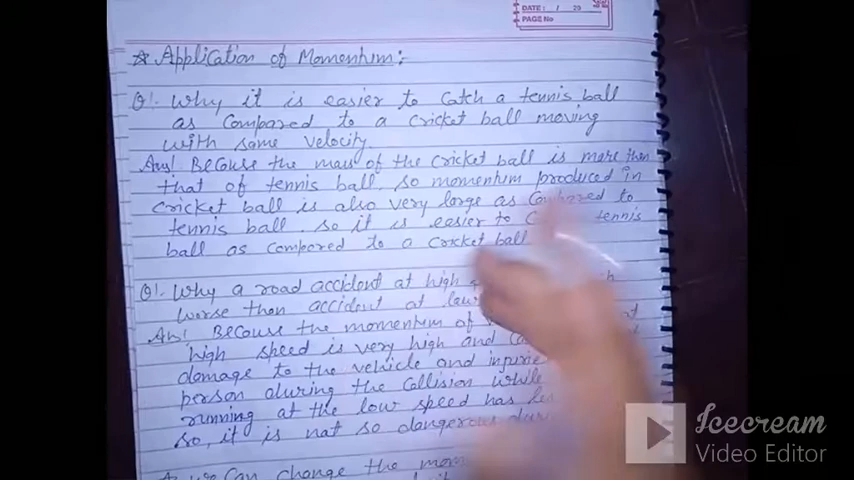 DATE: / 29
PAGE No
☆ Application of Momentum:-
Q!. Why it is easier to Catch a tennis ball
as Compared to a cricket ball moving
with same velocity.
Ans! Because the mass of the cricket ball is more then
that of tennis ball, so momentum produced in
cricket ball is also very large as Compared to
tennis ball. So it is easier to tennis
ball as compared to a cricket ball
Q!. Why a road accident at high
worse then accident at low
Ans! Because the momentum of
high speed is very high and
damage to the vehicle and
person during the Collision while
running at the low speed has
so, it is not so dangerous
we Can change the
Icecream
Video Editor